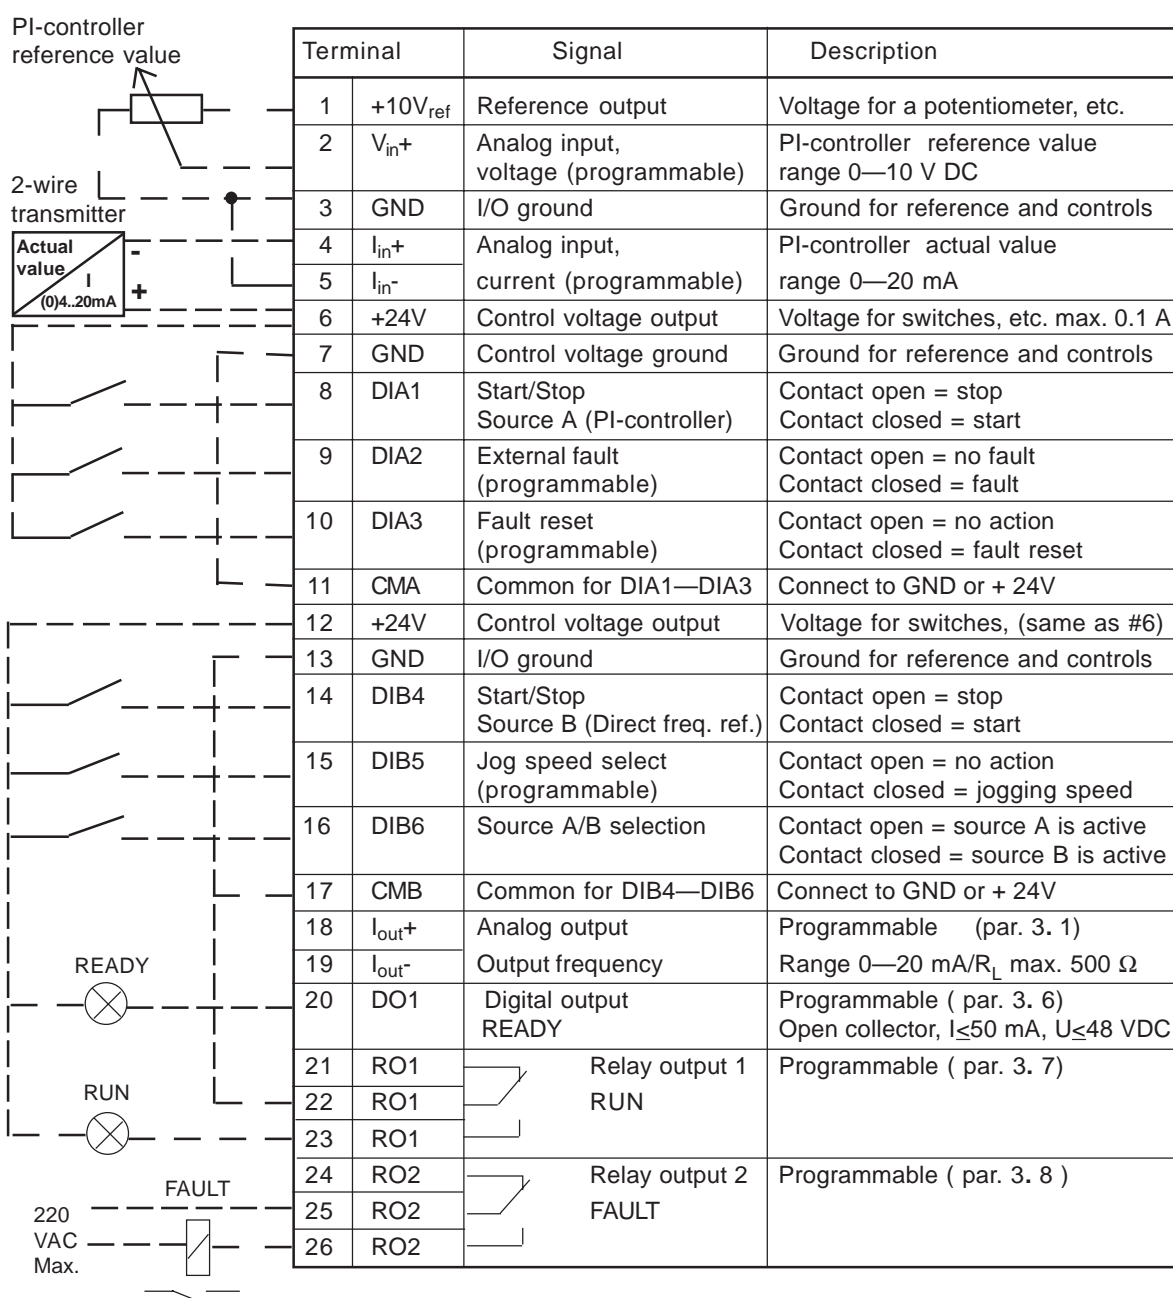 PI-controller
reference value
2-wire
transmitter
Actual
value
I
(0)4..20mA
-
+
READY
RUN
FAULT
220
VAC
Max.
Terminal Signal Description
1 +10Vref Reference output Voltage for a potentiometer, etc.
2 Vin+ Analog input, PI-controller reference value
voltage (programmable) range 0—10 V DC
3 GND I/O ground Ground for reference and controls
4 Iin+ Analog input, PI-controller actual value
5 Iin- current (programmable) range 0—20 mA
6 +24V Control voltage output Voltage for switches, etc. max. 0.1 A
7 GND Control voltage ground Ground for reference and controls
8 DIA1 Start/Stop Contact open = stop
Source A (PI-controller) Contact closed = start
9 DIA2 External fault Contact open = no fault
(programmable) Contact closed = fault
10 DIA3 Fault reset Contact open = no action
(programmable) Contact closed = fault reset
11 CMA Common for DIA1—DIA3 Connect to GND or + 24V
12 +24V Control voltage output Voltage for switches, (same as #6)
13 GND I/O ground Ground for reference and controls
14 DIB4 Start/Stop Contact open = stop
Source B (Direct freq. ref.) Contact closed = start
15 DIB5 Jog speed select Contact open = no action
(programmable) Contact closed = jogging speed
16 DIB6 Source A/B selection Contact open = source A is active
Contact closed = source B is active
17 CMB Common for DIB4—DIB6 Connect to GND or + 24V
18 Iout+ Analog output Programmable (par. 3. 1)
19 Iout- Output frequency Range 0—20 mA/RL max. 500 Ω
20 DO1 Digital output Programmable ( par. 3. 6)
READY Open collector, I≤50 mA, U≤48 VDC
21 RO1 Relay output 1 Programmable ( par. 3. 7)
22 RO1 RUN
23 RO1
24 RO2 Relay output 2 Programmable ( par. 3. 8 )
25 RO2 FAULT
26 RO2